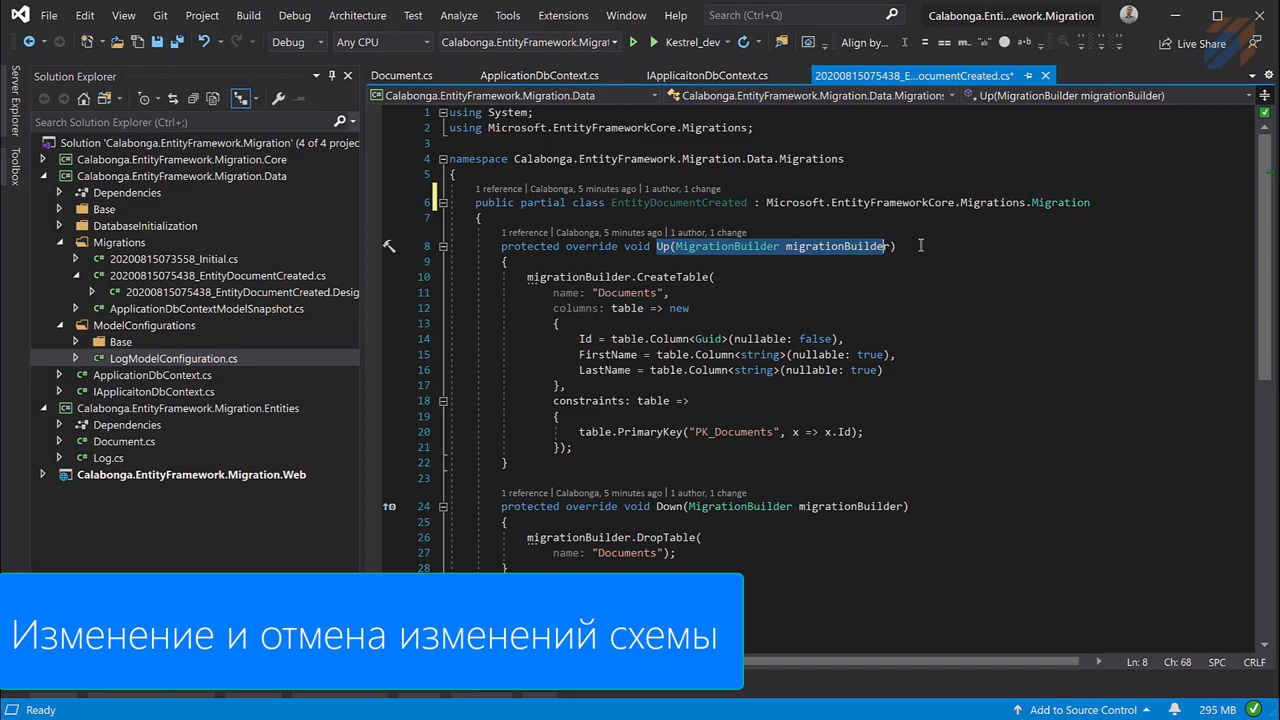 File Edit View Git Project Build Debug Architecture Test Analyze Tools Extensions Window Help Search (Ctrl+Q) Calabonga.Enti...ework.Migration
Debug Any CPU Calabonga.EntityFramework.Migrat Kestrel_dev Align by... Live Share
Server Explorer
Toolbox
Solution Explorer
Search Solution Explorer (Ctrl+;)
Solution 'Calabonga.EntityFramework.Migration' (4 of 4 projec
Calabonga.EntityFramework.Migration.Core
Calabonga.EntityFramework.Migration.Data
Dependencies
Base
DatabaseInitialization
Migrations
20200815073558_Initial.cs
20200815075438_EntityDocumentCreated.cs
20200815075438_EntityDocumentCreated.Desig
ApplicationDbContextModelSnapshot.cs
ModelConfigurations
Base
LogModelConfiguration.cs
ApplicationDbContext.cs
IApplicaitonDbContext.cs
Calabonga.EntityFramework.Migration.Entities
Dependencies
Document.cs
Log.cs
Calabonga.EntityFramework.Migration.Web
Document.cs ApplicationDbContext.cs IApplicaitonDbContext.cs 20200815075438_E...ocumentCreated.cs*
Calabonga.EntityFramework.Migration.Data Calabonga.EntityFramework.Migration.Data.Migration: Up(MigrationBuilder migrationBuilder)
1 using System;
2 using Microsoft.EntityFrameworkCore.Migrations;
3
4 namespace Calabonga.EntityFramework.Migration.Data.Migrations
5 {
1 reference | Calabonga, 5 minutes ago | 1 author, 1 change
6 public partial class EntityDocumentCreated : Microsoft.EntityFrameworkCore.Migrations.Migration
7 {
1 reference | Calabonga, 5 minutes ago | 1 author, 1 change
8 protected override void Up(MigrationBuilder migrationBuilder)
9 {
10 migrationBuilder.CreateTable(
11 name: "Documents",
12 columns: table => new
13 {
14 Id = table.Column<Guid>(nullable: false),
15 FirstName = table.Column<string>(nullable: true),
16 LastName = table.Column<string>(nullable: true)
17 },
18 constraints: table =>
19 {
20 table.PrimaryKey("PK_Documents", x => x.Id);
21 });
22 }
23
1 reference | Calabonga, 5 minutes ago | 1 author, 1 change
24 protected override void Down(MigrationBuilder migrationBuilder)
25 {
26 migrationBuilder.DropTable(
27 name: "Documents");
28 }
Изменение и отмена изменений схемы
Ln: 8 Ch: 68 SPC CRLF
Ready Add to Source Control 295 MB